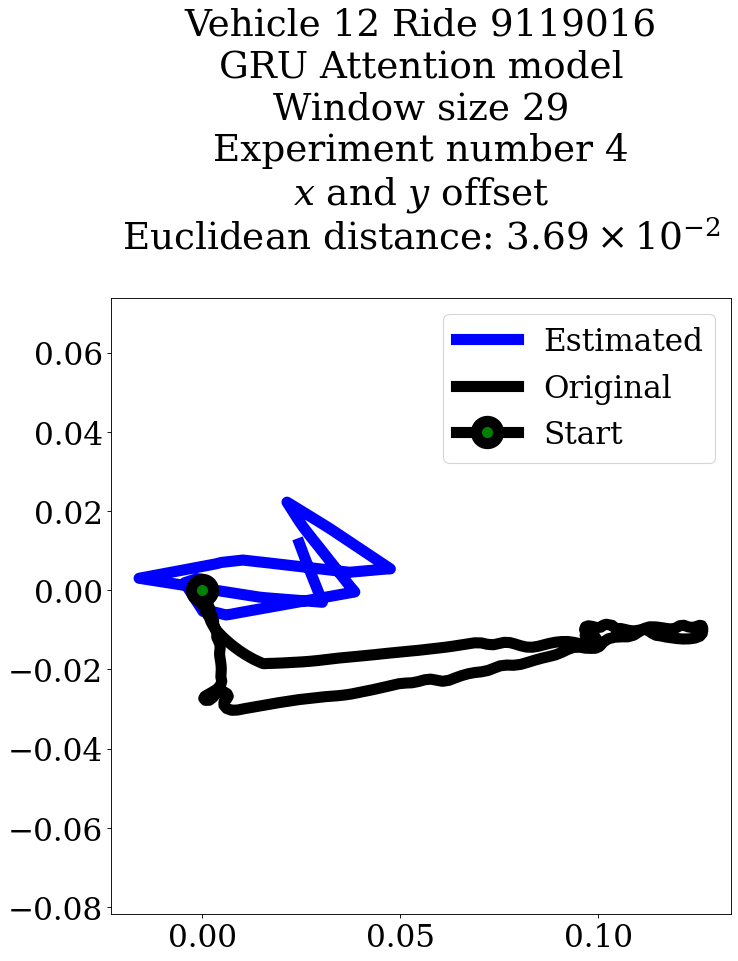 Vehicle 12 Ride 9119016
GRU Attention model
Window size 29
Experiment number 4
x and y offset
Euclidean distance: 3.69 × 10⁻²
Estimated
Original
Start
0.06
0.04
0.02
0.00
−0.02
−0.04
−0.06
−0.08
0.00 0.05 0.10